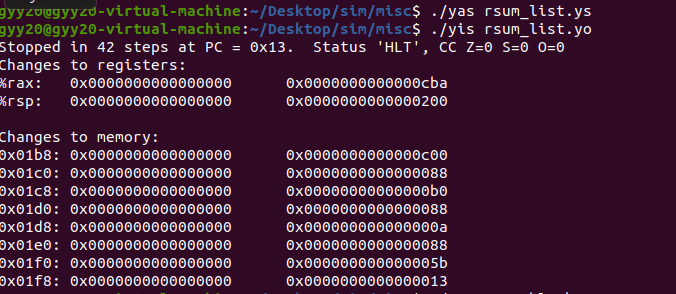 gyy20@gyy20-virtual-machine:~/Desktop/sim/misc$ ./yas rsum_list.ys
gyy20@gyy20-virtual-machine:~/Desktop/sim/misc$ ./yis rsum_list.yo
Stopped in 42 steps at PC = 0x13.  Status 'HLT', CC Z=0 S=0 O=0
Changes to registers:
%rax:   0x0000000000000000      0x0000000000000cba
%rsp:   0x0000000000000000      0x0000000000000200

Changes to memory:
0x01b8: 0x0000000000000000      0x0000000000000c00
0x01c0: 0x0000000000000000      0x0000000000000088
0x01c8: 0x0000000000000000      0x00000000000000b0
0x01d0: 0x0000000000000000      0x0000000000000088
0x01d8: 0x0000000000000000      0x000000000000000a
0x01e0: 0x0000000000000000      0x0000000000000088
0x01f0: 0x0000000000000000      0x000000000000005b
0x01f8: 0x0000000000000000      0x0000000000000013